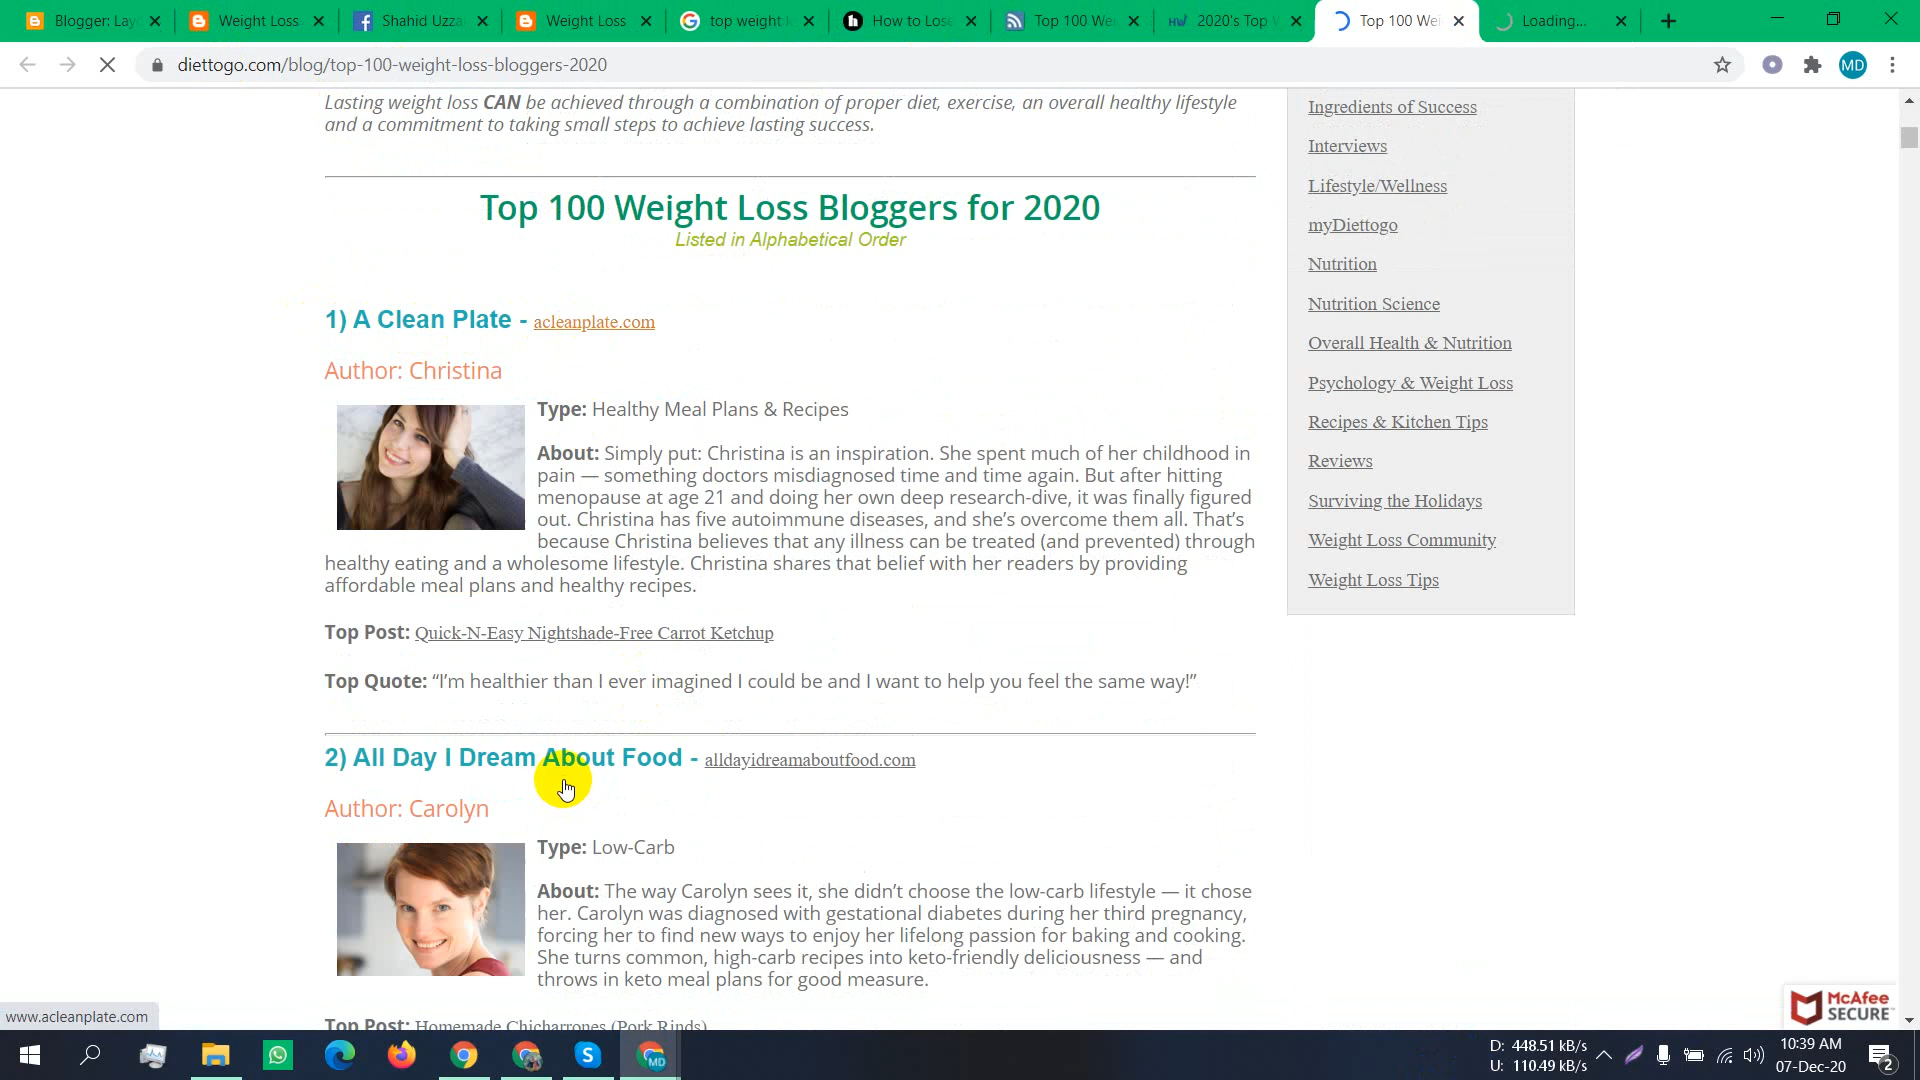 Blogger: Lay
Weight Loss
Shahid Uzza
Weight Loss
top weight l
How to Lose
Top 100 Wei
2020's Top W
Top 100 Wei
Loading...
diettogo.com/blog/top-100-weight-loss-bloggers-2020
MD
Lasting weight loss CAN be achieved through a combination of proper diet, exercise, an overall healthy lifestyle
and a commitment to taking small steps to achieve lasting success.
Top 100 Weight Loss Bloggers for 2020
Listed in Alphabetical Order
1) A Clean Plate - acleanplate.com
Author: Christina
Type: Healthy Meal Plans & Recipes
About: Simply put: Christina is an inspiration. She spent much of her childhood in
pain — something doctors misdiagnosed time and time again. But after hitting
menopause at age 21 and doing her own deep research-dive, it was finally figured
out. Christina has five autoimmune diseases, and she's overcome them all. That's
because Christina believes that any illness can be treated (and prevented) through
healthy eating and a wholesome lifestyle. Christina shares that belief with her readers by providing
affordable meal plans and healthy recipes.
Top Post: Quick-N-Easy Nightshade-Free Carrot Ketchup
Top Quote: “I'm healthier than I ever imagined I could be and I want to help you feel the same way!”
2) All Day I Dream About Food - alldayidreamaboutfood.com
Author: Carolyn
Type: Low-Carb
About: The way Carolyn sees it, she didn't choose the low-carb lifestyle — it chose
her. Carolyn was diagnosed with gestational diabetes during her third pregnancy,
forcing her to find new ways to enjoy her lifelong passion for baking and cooking.
She turns common, high-carb recipes into keto-friendly deliciousness — and
throws in keto meal plans for good measure.
Top Post: Homemade Chicharrones (Pork Rinds)
Ingredients of Success
Interviews
Lifestyle/Wellness
myDiettogo
Nutrition
Nutrition Science
Overall Health & Nutrition
Psychology & Weight Loss
Recipes & Kitchen Tips
Reviews
Surviving the Holidays
Weight Loss Community
Weight Loss Tips
McAfee
SECURE
www.acleanplate.com
MD
D: 448.51 kB/s
U: 110.49 kB/s
10:39 AM
07-Dec-20
2